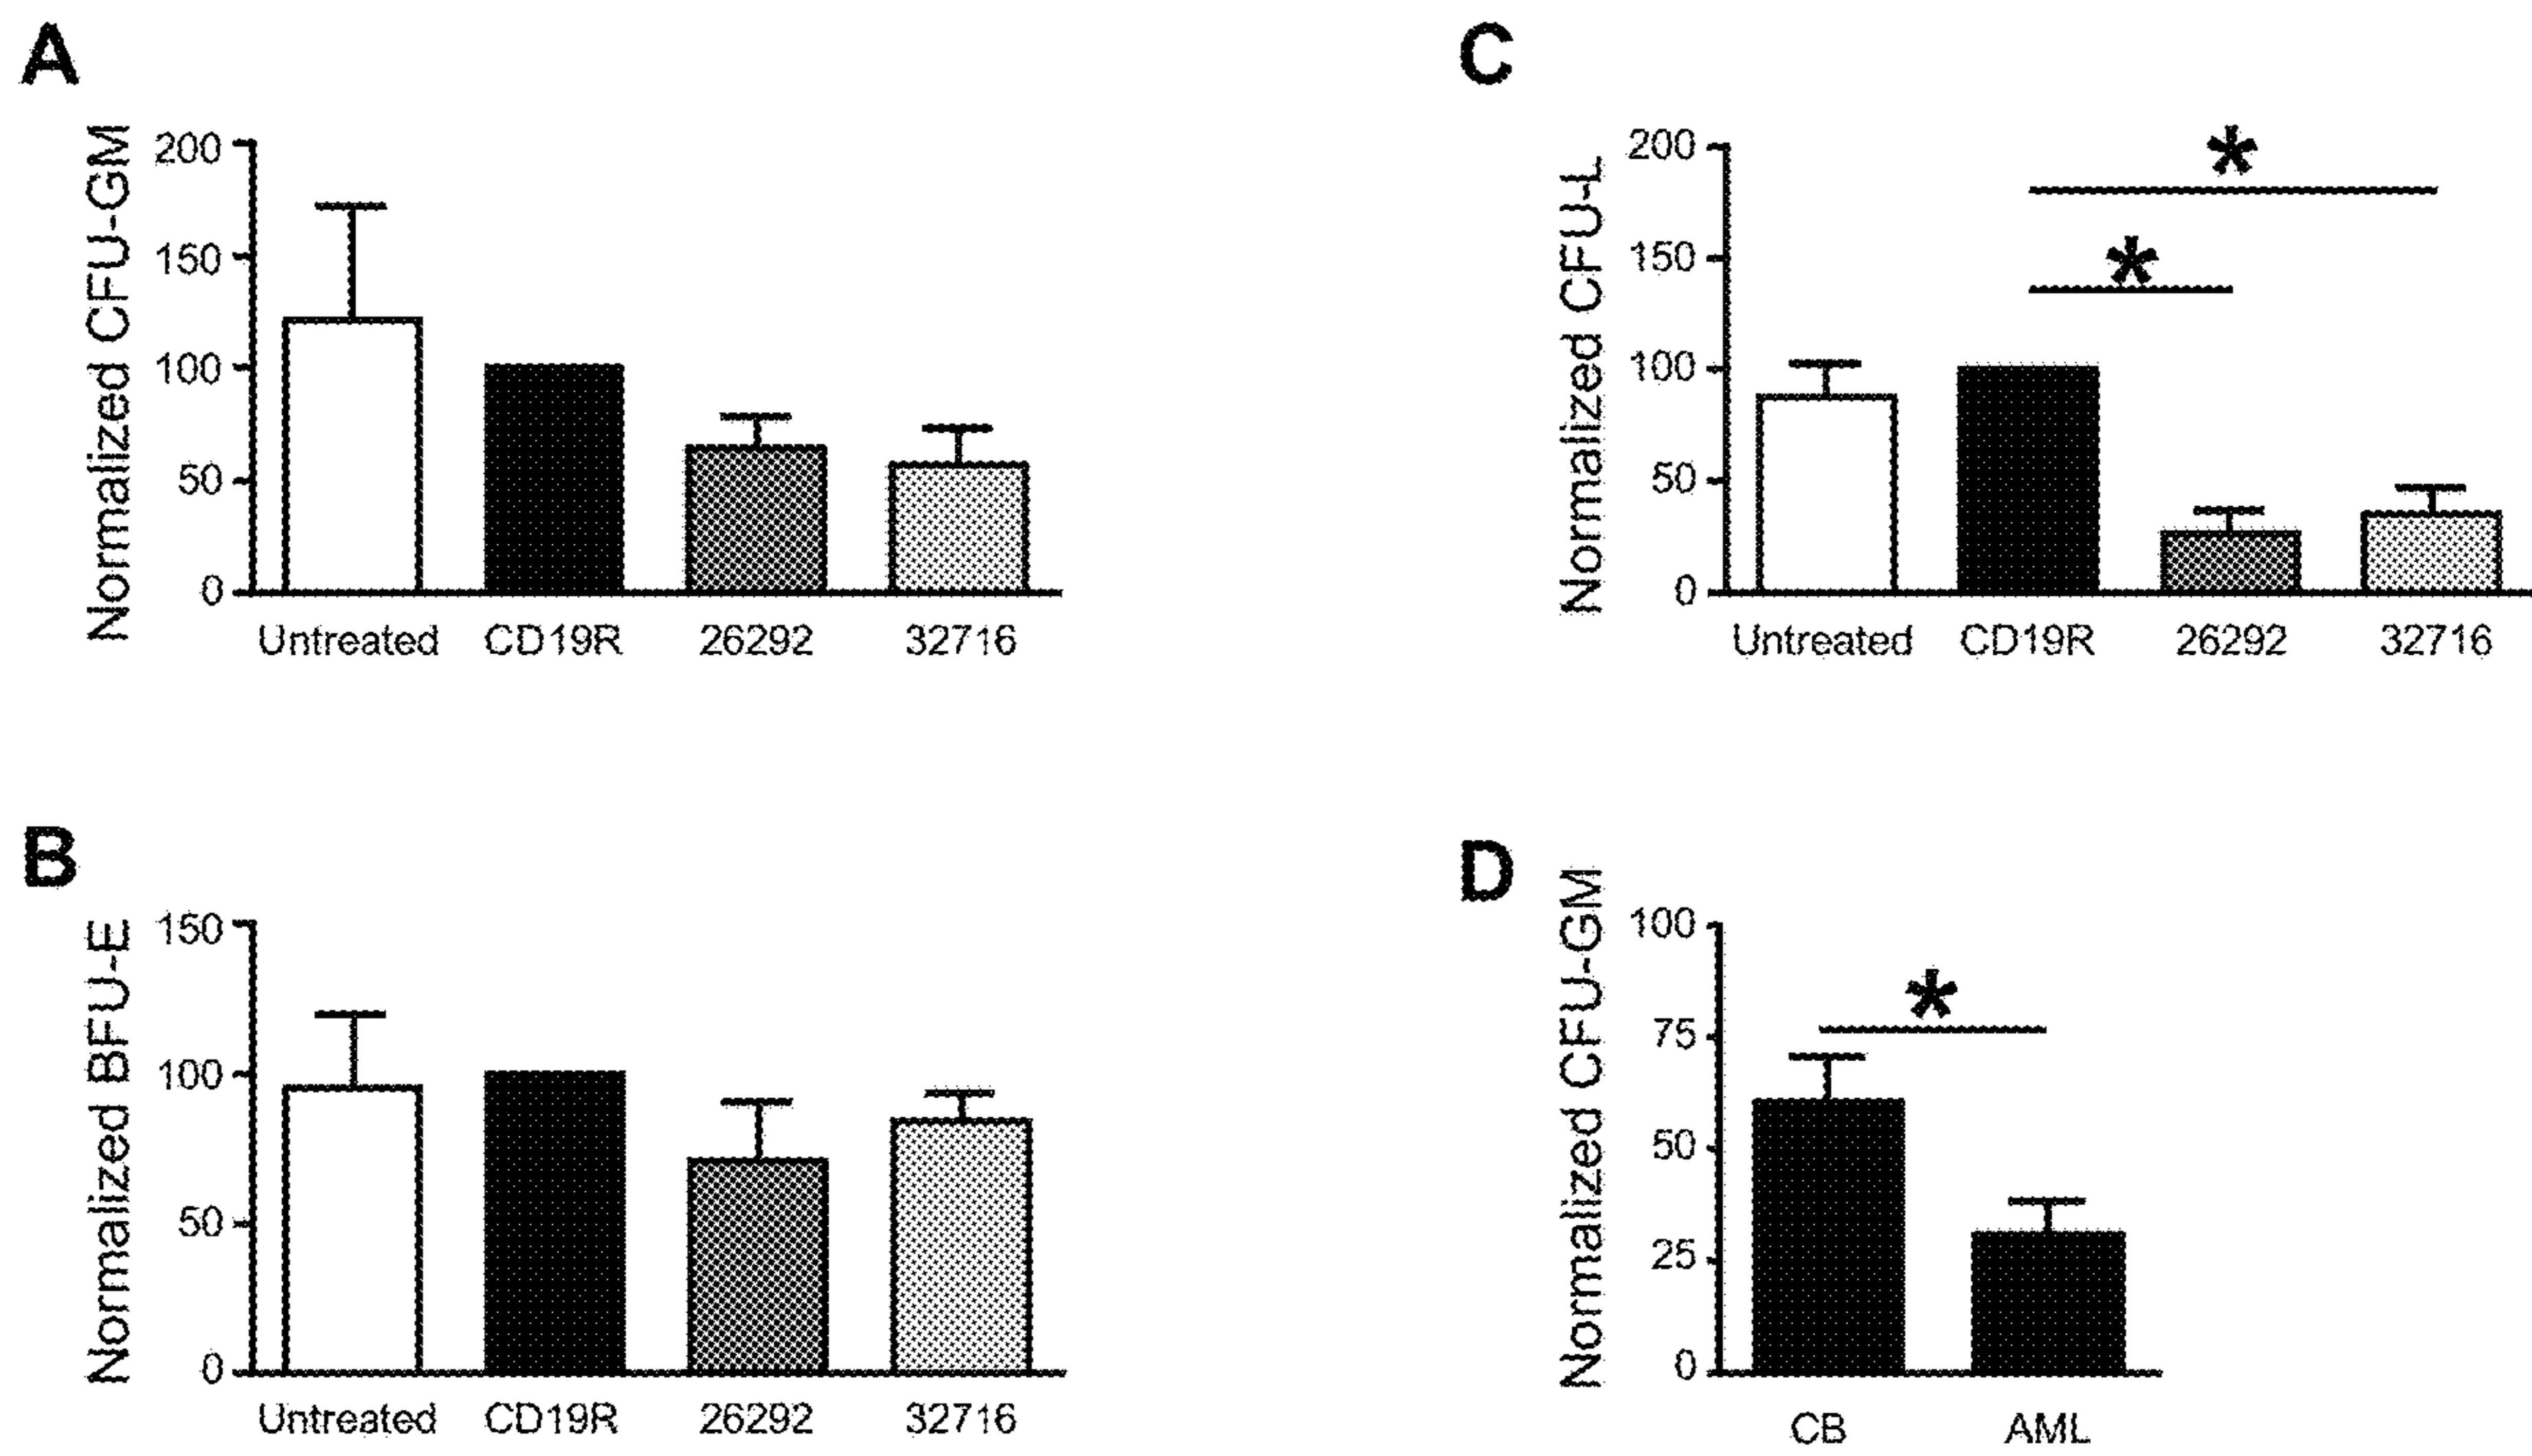 A
Normalized CFU-GM
200
150
100
50
0
Untreated CD19R 26292 32716
B
Normalized BFU-E
150
100
50
0
Untreated CD19R 26292 32716
C
Normalized CFU-L
200
150
100
50
0
*
*
Untreated CD19R 26292 32716
D
Normalized CFU-GM
100
75
50
25
0
*
CB AML